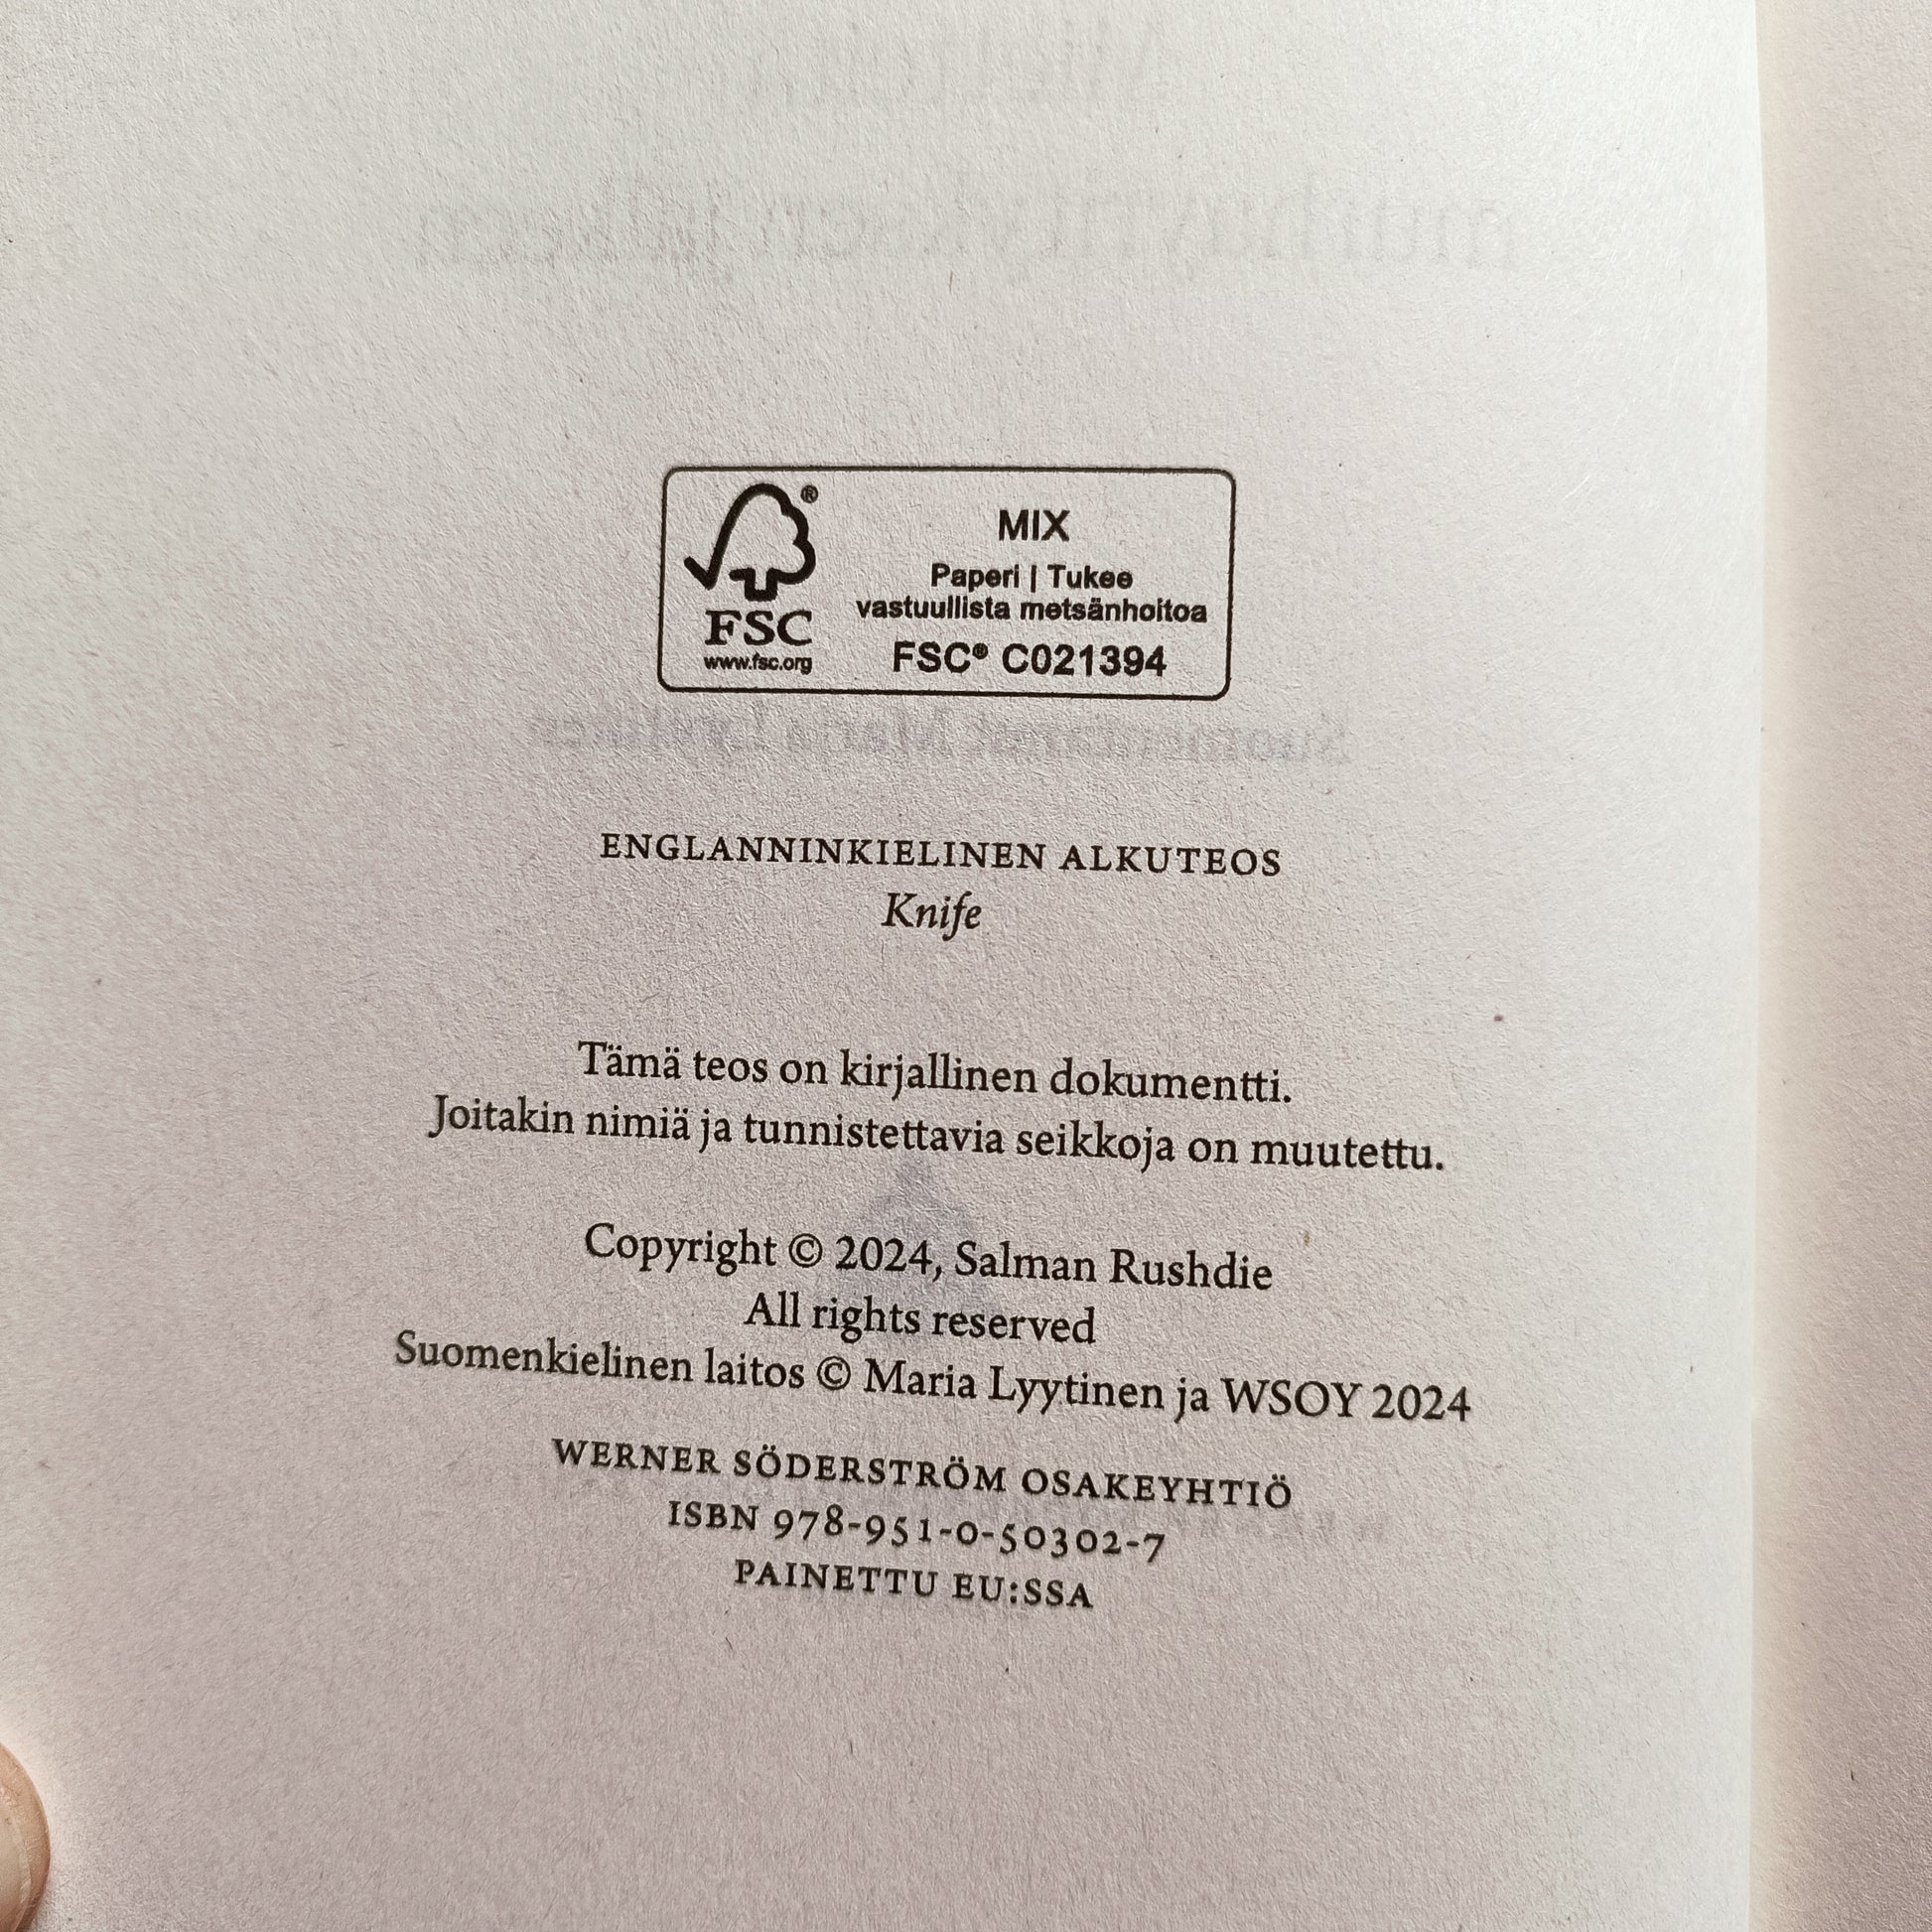 ®
MIX
Paperi | Tukee
vastuullista metsänhoitoa
FSC
www.fsc.org
FSC® C021394
ENGLANNINKIELINEN ALKUTEOS
Knife
Tämä teos on kirjallinen dokumentti.
Joitakin nimiä ja tunnistettavia seikkoja on muutettu.
Copyright © 2024, Salman Rushdie
All rights reserved
Suomenkielinen laitos © Maria Lyytinen ja WSOY 2024
WERNER SÖDERSTRÖM OSAKEYHTIÖ
ISBN 978-951-0-50302-7
PAINETTU EU:SSA